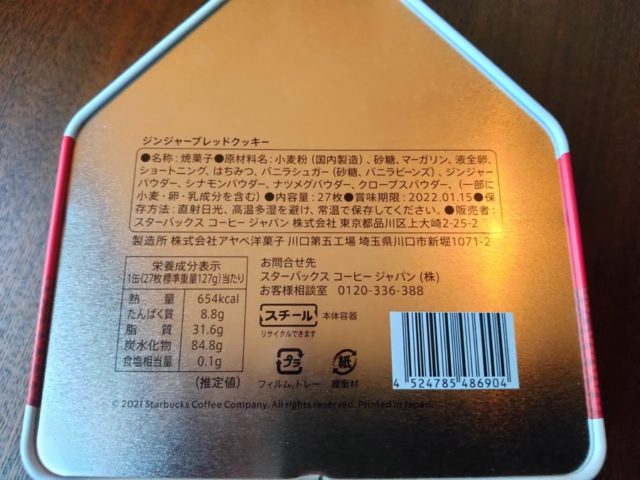 ジンジャーブレッドクッキー
●名称:焼菓子●原材料名:小麦粉(国内製造)、砂糖、マーガリン、液全卵、
ショートニング、はちみつ、バニラシュガー(砂糖、バニラビーンズ)、ジンジャー
パウダー、シナモンパウダー、ナツメグパウダー、クローブスパウダー、(一部に
小麦・卵・乳成分を含む)●内容量:27枚●賞味期限:2022.01.15●保
存方法:直射日光、高温多湿を避け、常温で保存してください。●販売者:
スターバックス コーヒー ジャパン 株式会社 東京都品川区上大崎2-25-2
製造所 株式会社アヤベ洋菓子 川口第五工場 埼玉県川口市新堀1071-2
栄養成分表示
1缶(27枚標準重量127g)当たり
熱量 654kcal
たんぱく質 8.8g
脂質 31.6g
炭水化物 84.8g
食塩相当量 0.1g
(推定値)
お問合せ先
スターバックス コーヒー ジャパン(株)
お客様相談室 0120-336-388
スチール 本体容器
リサイクルできます
プラ
フィルム、トレー
紙
緩衝材
4 524785 486904
© 2021 Starbucks Coffee Company. All rights reserved. Printed in Japan.